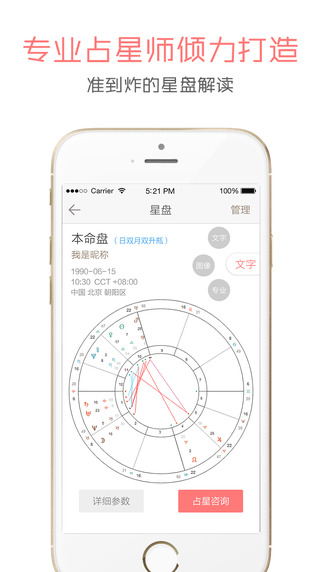 专业占星师倾力打造
准到炸的星盘解读
Carrier
5:21 PM
100%
星盘
管理
本命盘
(日双月双升瓶)
文字
我是昵称
图像
文字
1990-06-15
10:30 CCT +08:00
专业
中国 北京 朝阳区
详细参数
占星咨询